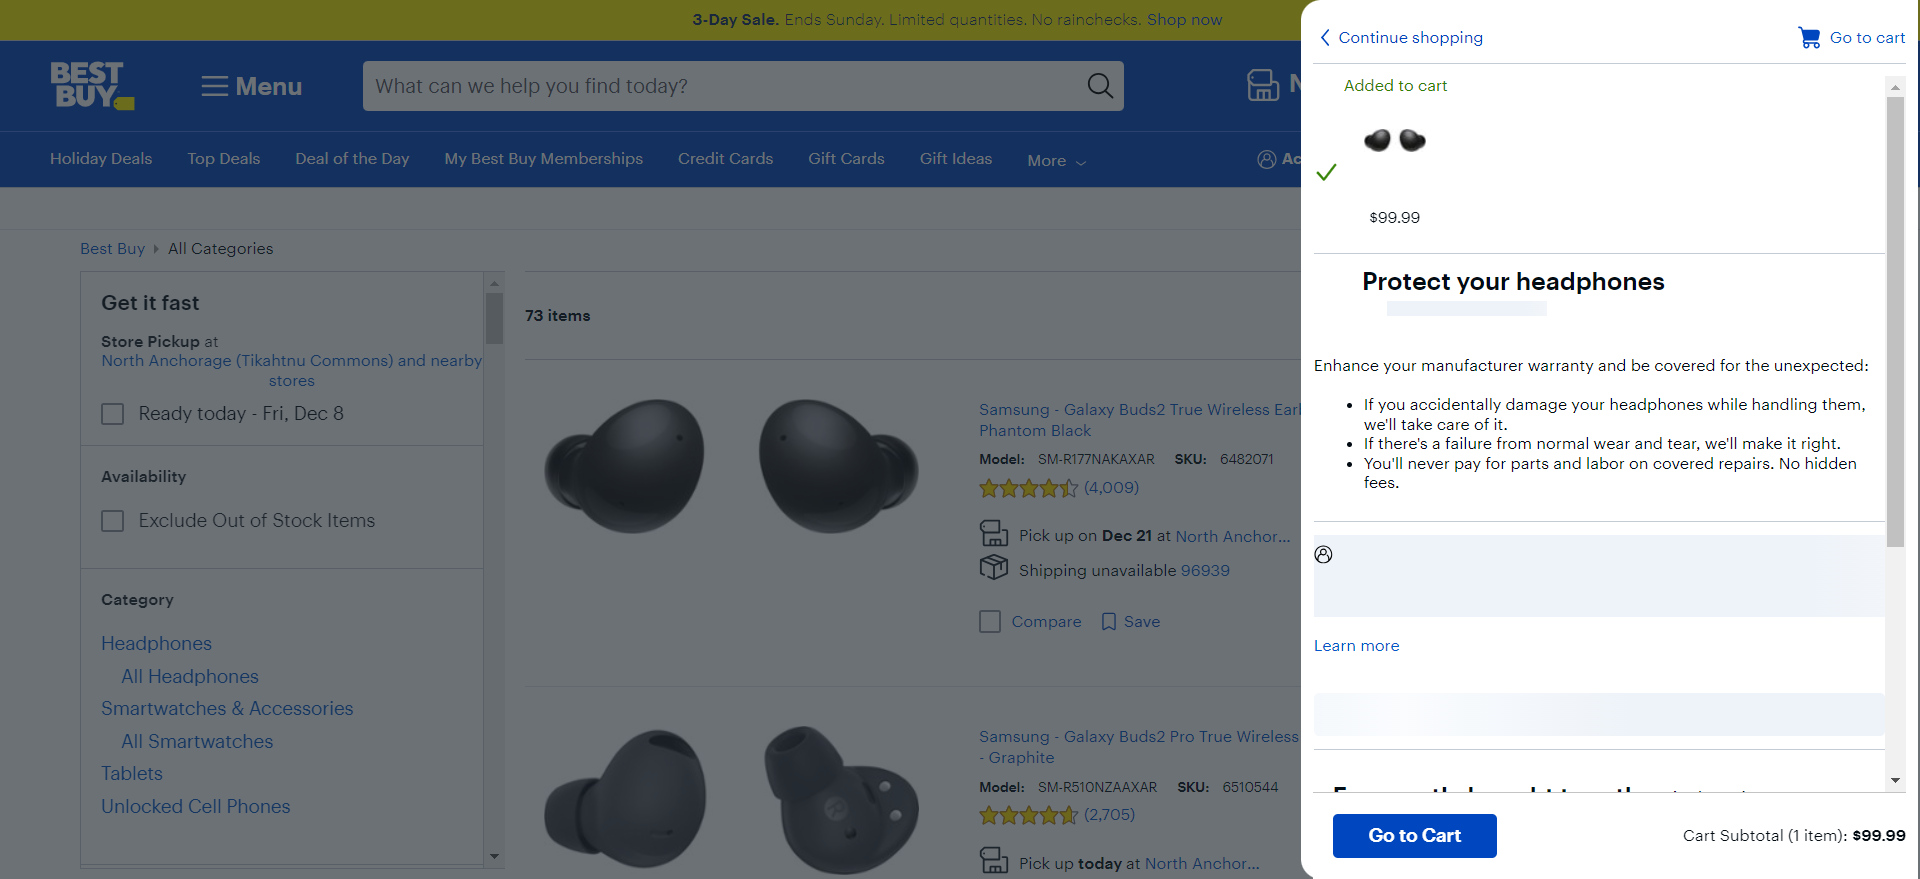 3-Day Sale. Ends Sunday. Limited quantities. No rainchecks. Shop now
BEST BUY
Menu
What can we help you find today?
N
Holiday Deals
Top Deals
Deal of the Day
My Best Buy Memberships
Credit Cards
Gift Cards
Gift Ideas
More
Ac
Best Buy
All Categories
Get it fast
Store Pickup at
North Anchorage (Tikahtnu Commons) and nearby
stores
Ready today - Fri, Dec 8
Availability
Exclude Out of Stock Items
Category
Headphones
All Headphones
Smartwatches & Accessories
All Smartwatches
Tablets
Unlocked Cell Phones
73 items
Samsung - Galaxy Buds2 True Wireless Earl
Phantom Black
Model: SM-R177NAKAXAR SKU: 6482071
(4,009)
Pick up on Dec 21 at North Anchor...
Shipping unavailable 96939
Compare
Save
Samsung - Galaxy Buds2 Pro True Wireless
- Graphite
Model: SM-R510NZAAXAR SKU: 6510544
(2,705)
Pick up today at North Anchor...
Continue shopping
Go to cart
Added to cart
$99.99
Protect your headphones
Enhance your manufacturer warranty and be covered for the unexpected:
If you accidentally damage your headphones while handling them,
we'll take care of it.
If there's a failure from normal wear and tear, we'll make it right.
You'll never pay for parts and labor on covered repairs. No hidden
fees.
Learn more
Go to Cart
Cart Subtotal (1 item): $99.99